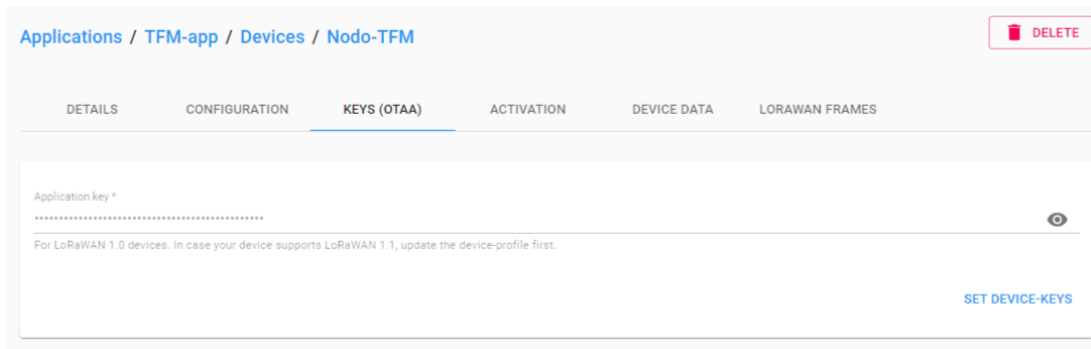 Applications / TFM-app / Devices / Nodo-TFM
DELETE
DETAILS CONFIGURATION KEYS (OTAA) ACTIVATION DEVICE DATA LORAWAN FRAMES
Application key *
••••••••••••••••••••••••••••••••••••••••••••••••
For LoRaWAN 1.0 devices. In case your device supports LoRaWAN 1.1, update the device-profile first.
SET DEVICE-KEYS